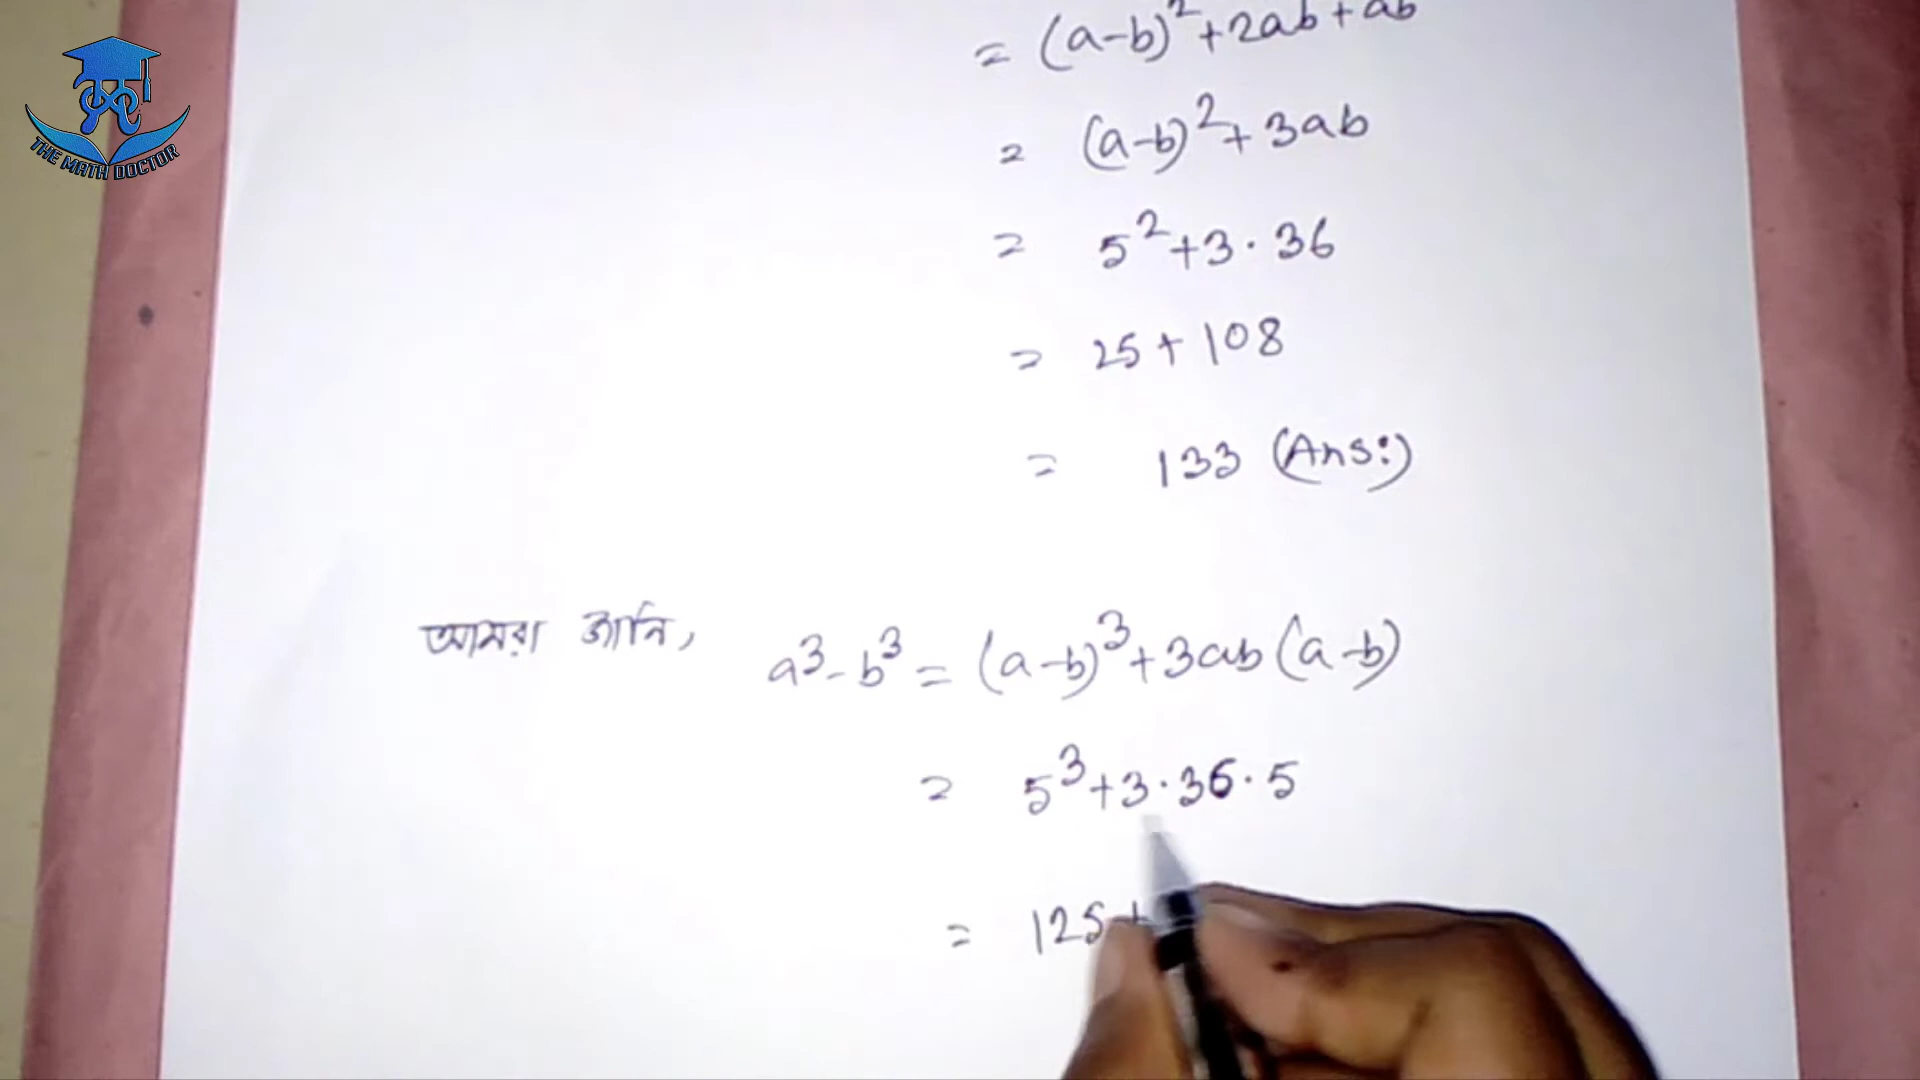 THE MATH DOCTOR
= (a-b)²+2ab+ab
= (a-b)²+3ab
= 5²+3·36
= 25+108
= 133 (Ans:)
আমরা জানি, a³-b³ = (a-b)³+3ab(a-b)
= 5³+3·36·5
= 125+